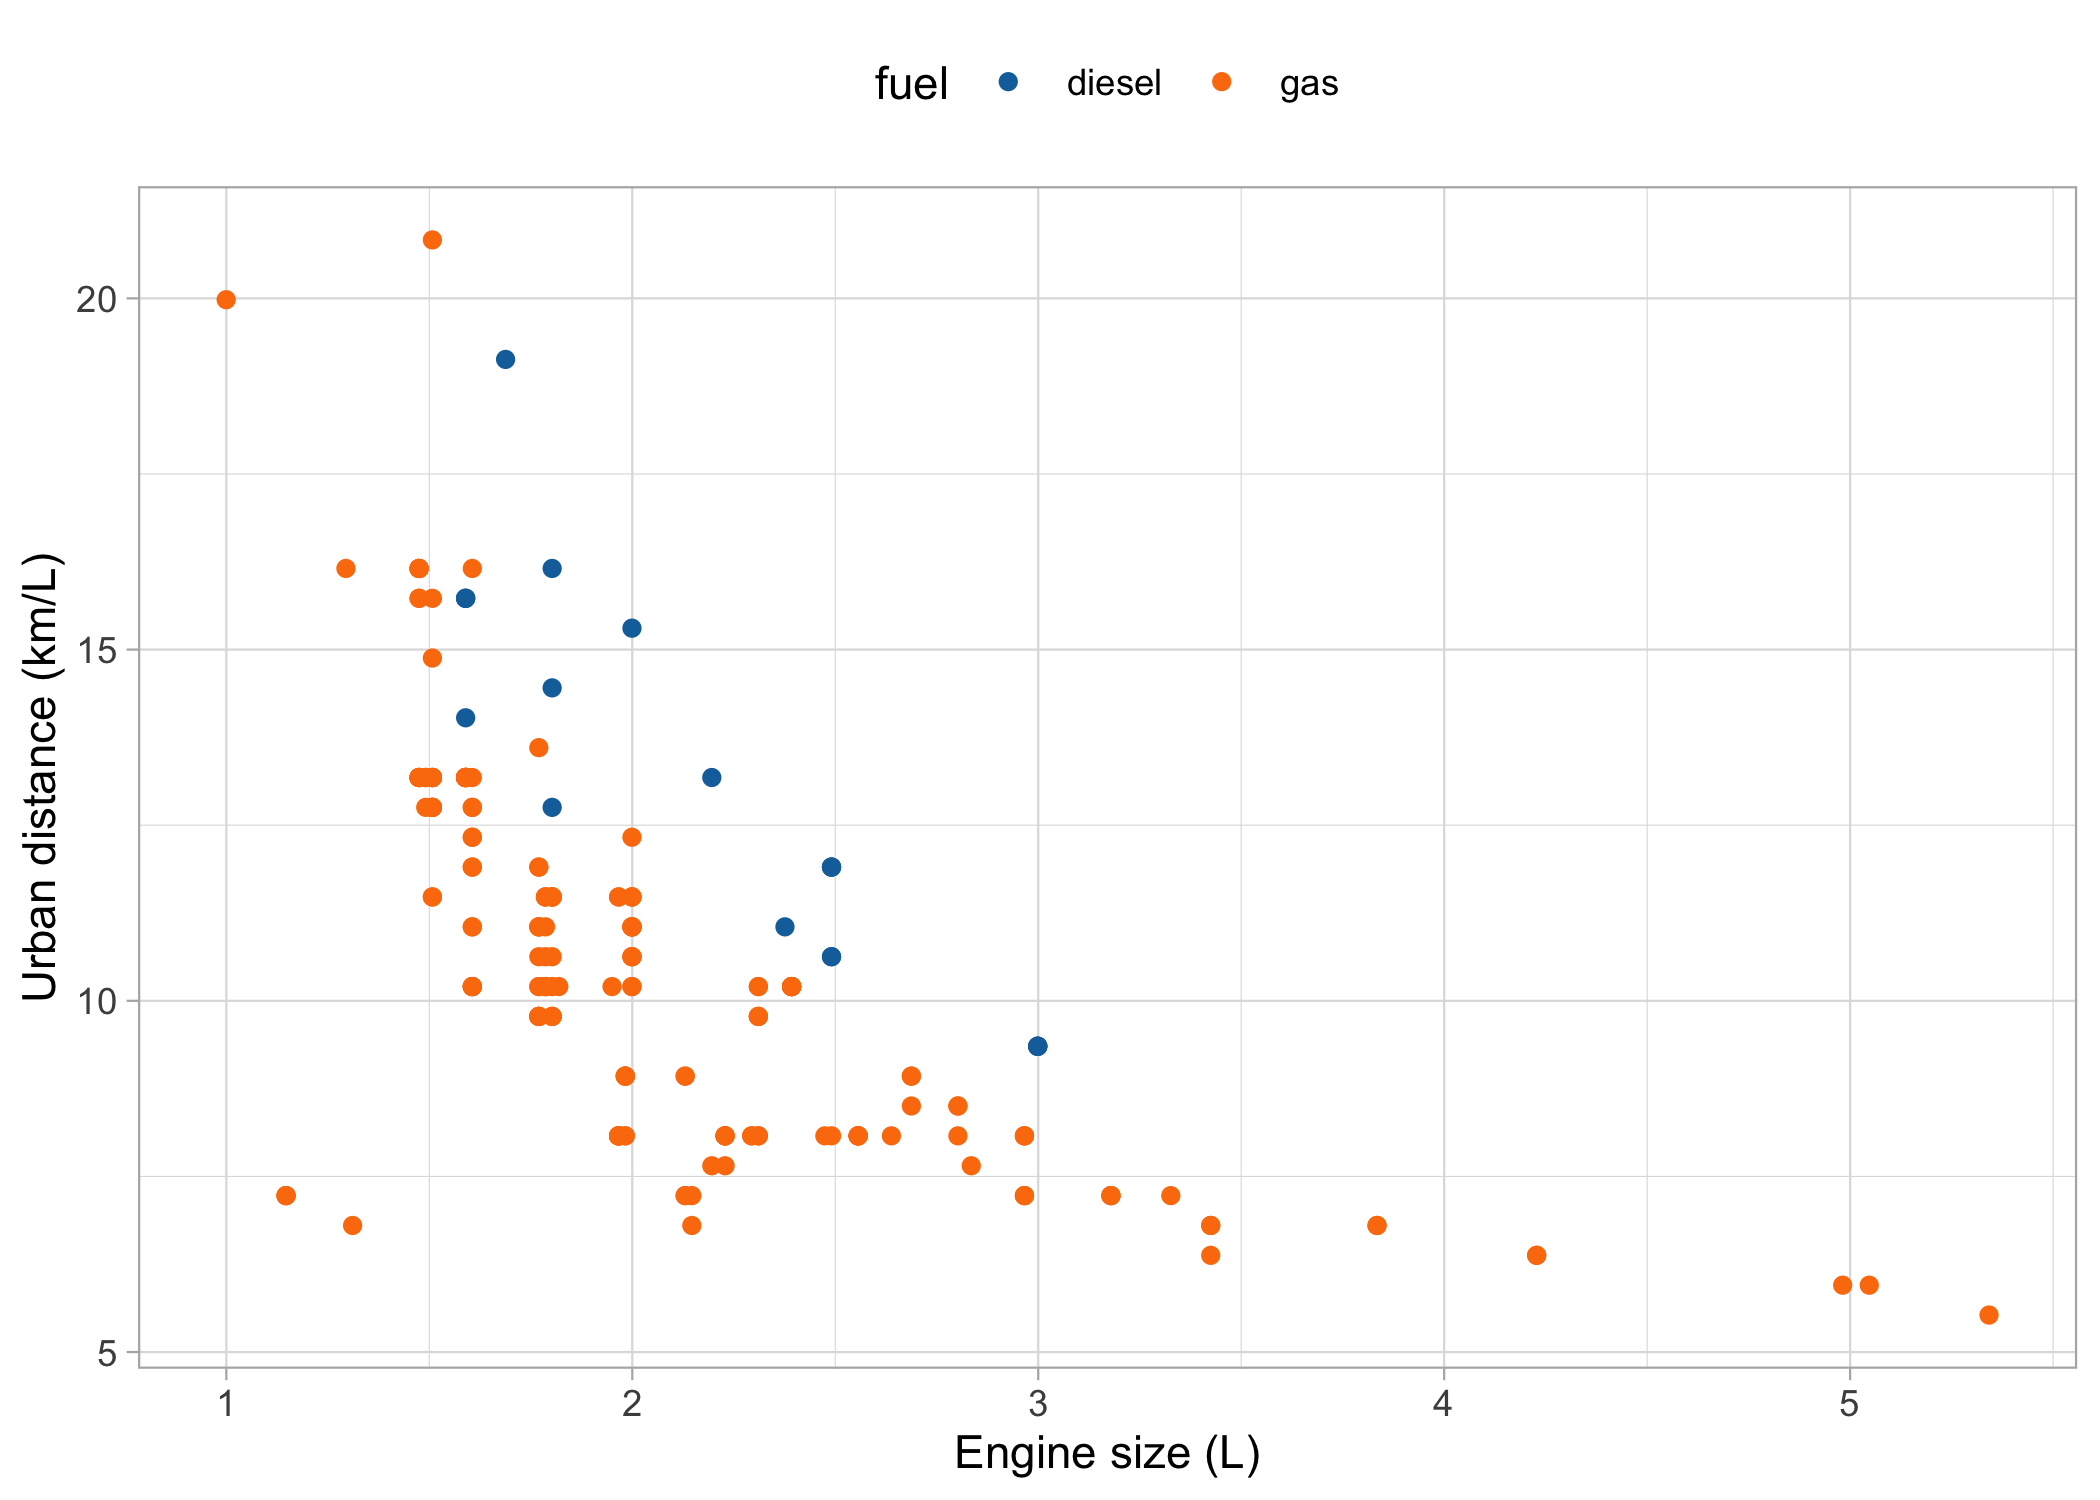 fuel diesel gas
20
15
10
5
Urban distance (km/L)
1 2 3 4 5
Engine size (L)